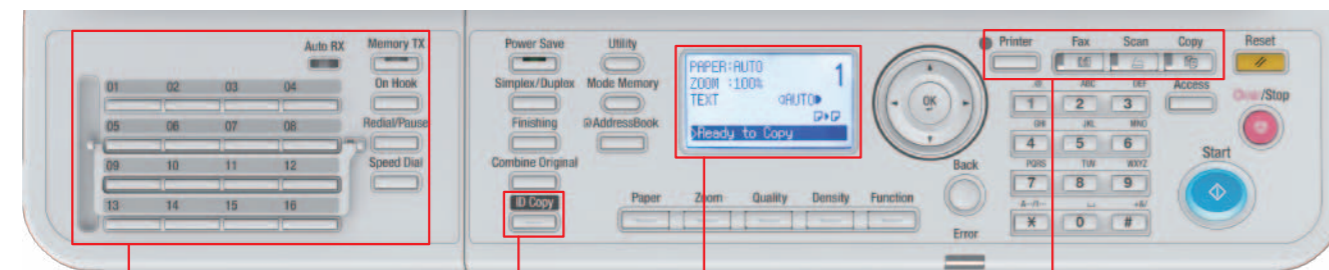 Auto RX
Memory TX
01 02 03 04
On Hook
05 06 07 08
Redial/Pause
09 10 11 12
Speed Dial
13 14 15 16
Power Save
Utility
Simplex/Duplex
Mode Memory
Finishing
@AddressBook
Combine Original
ID Copy
PAPER:AUTO
1
ZOOM :100%
TEXT
AUTO
Ready to Copy
Paper
Zoom
Quality
Density
Function
OK
Back
Error
Printer
Fax
Scan
Copy
Reset
ABC
DEF
Access
1 2 3
Clear/Stop
GHI
JKL
MNO
4 5 6
PQRS
TUV
WXYZ
Start
7 8 9
* 0 #